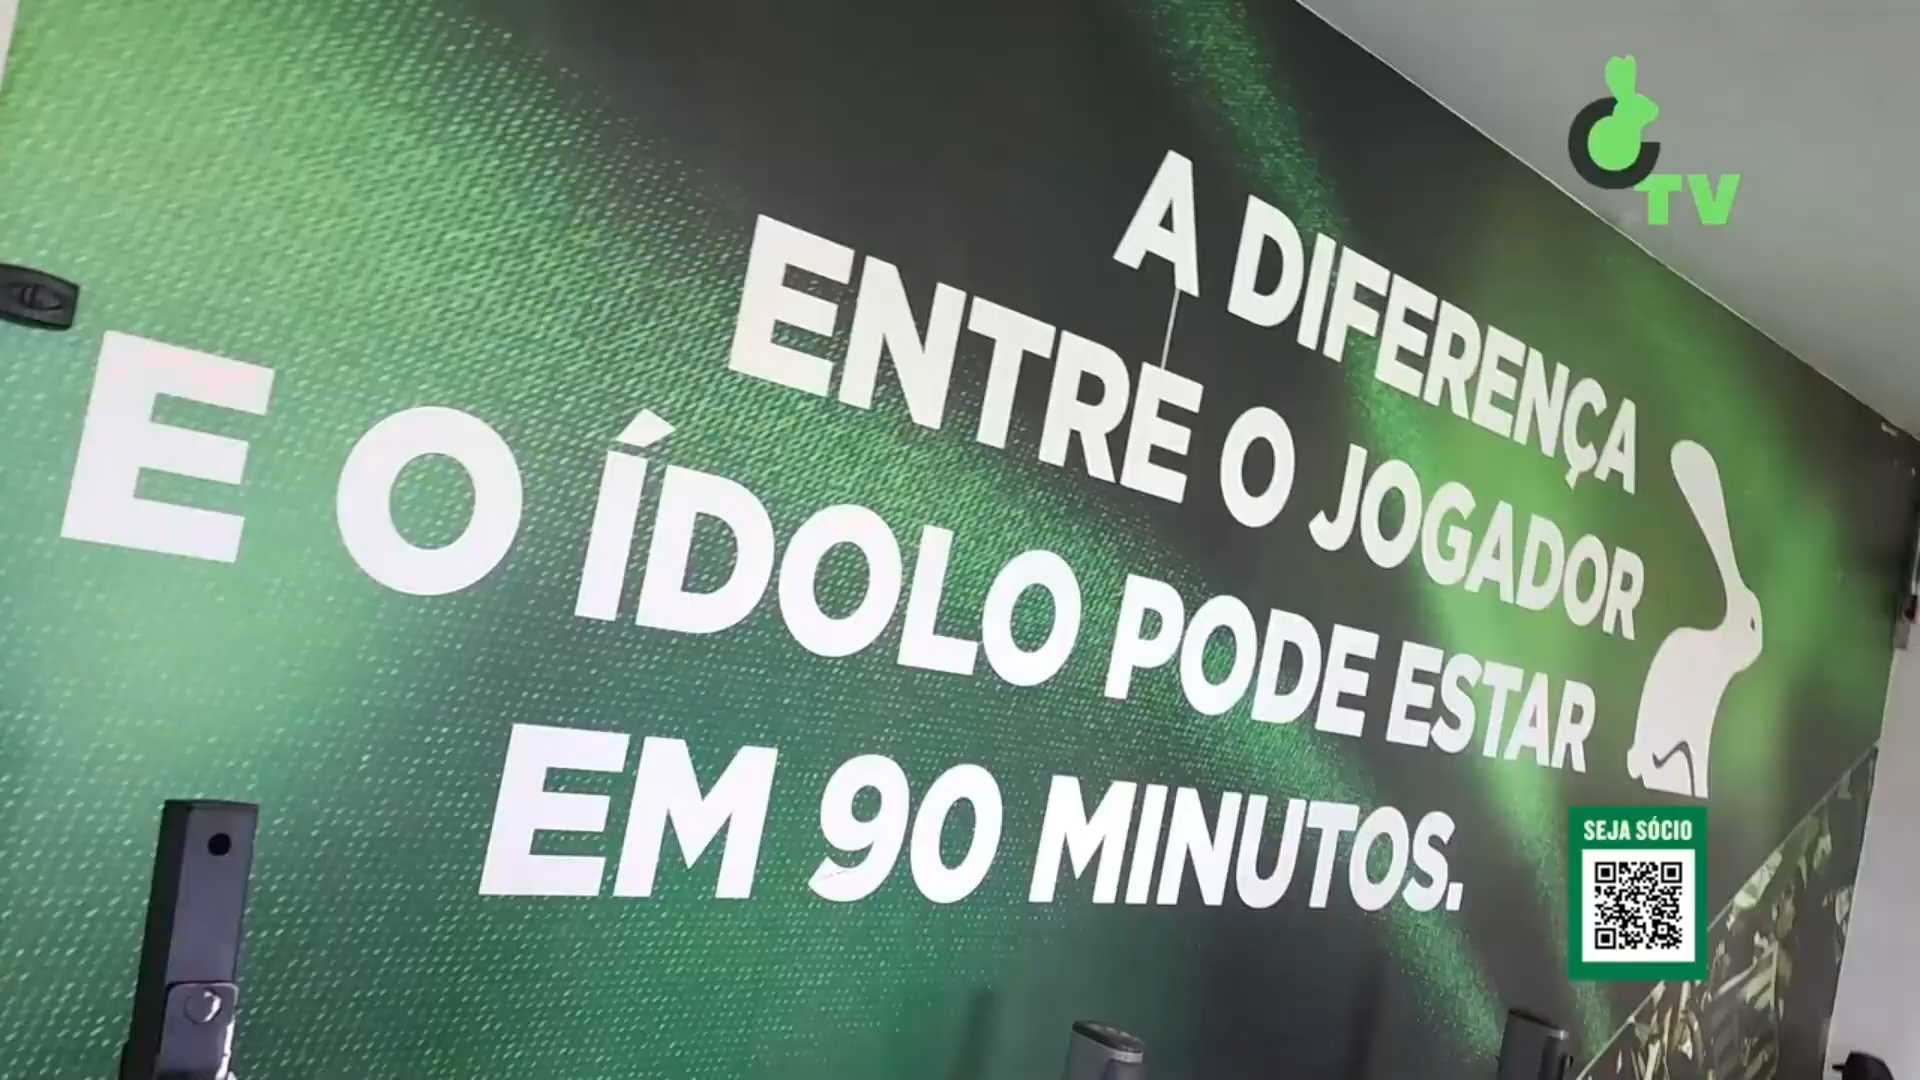 TV
A DIFERENÇA
ENTRE O JOGADOR
E O ÍDOLO PODE ESTAR
EM 90 MINUTOS.
SEJA SÓCIO